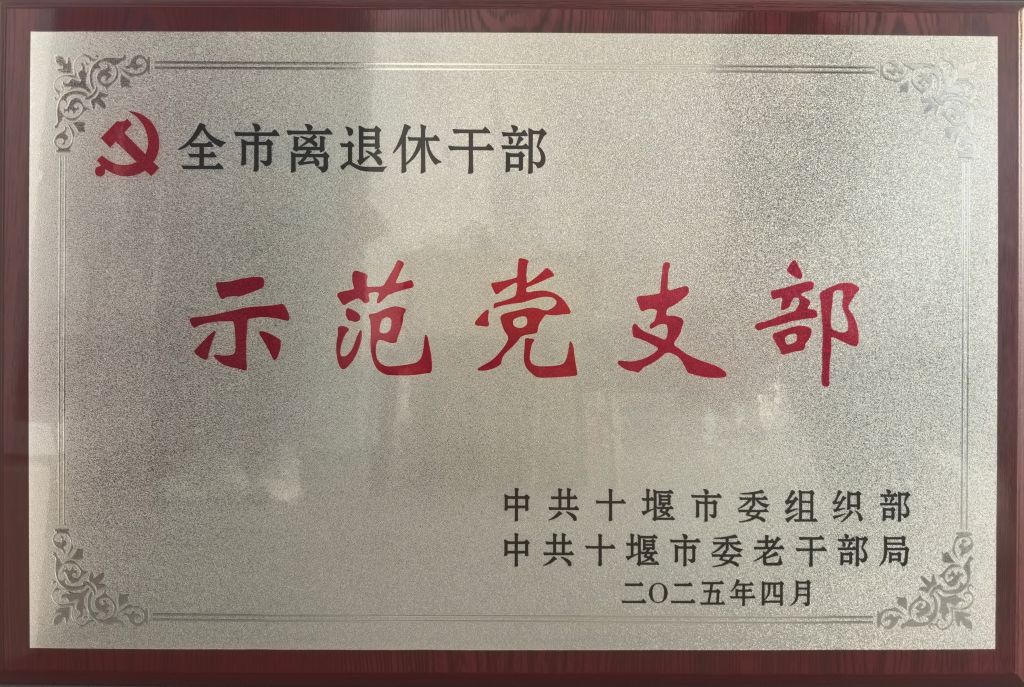 全市离退休干部
示范党支部
中共十堰市委组织部
中共十堰市委老干部局
二〇二五年四月